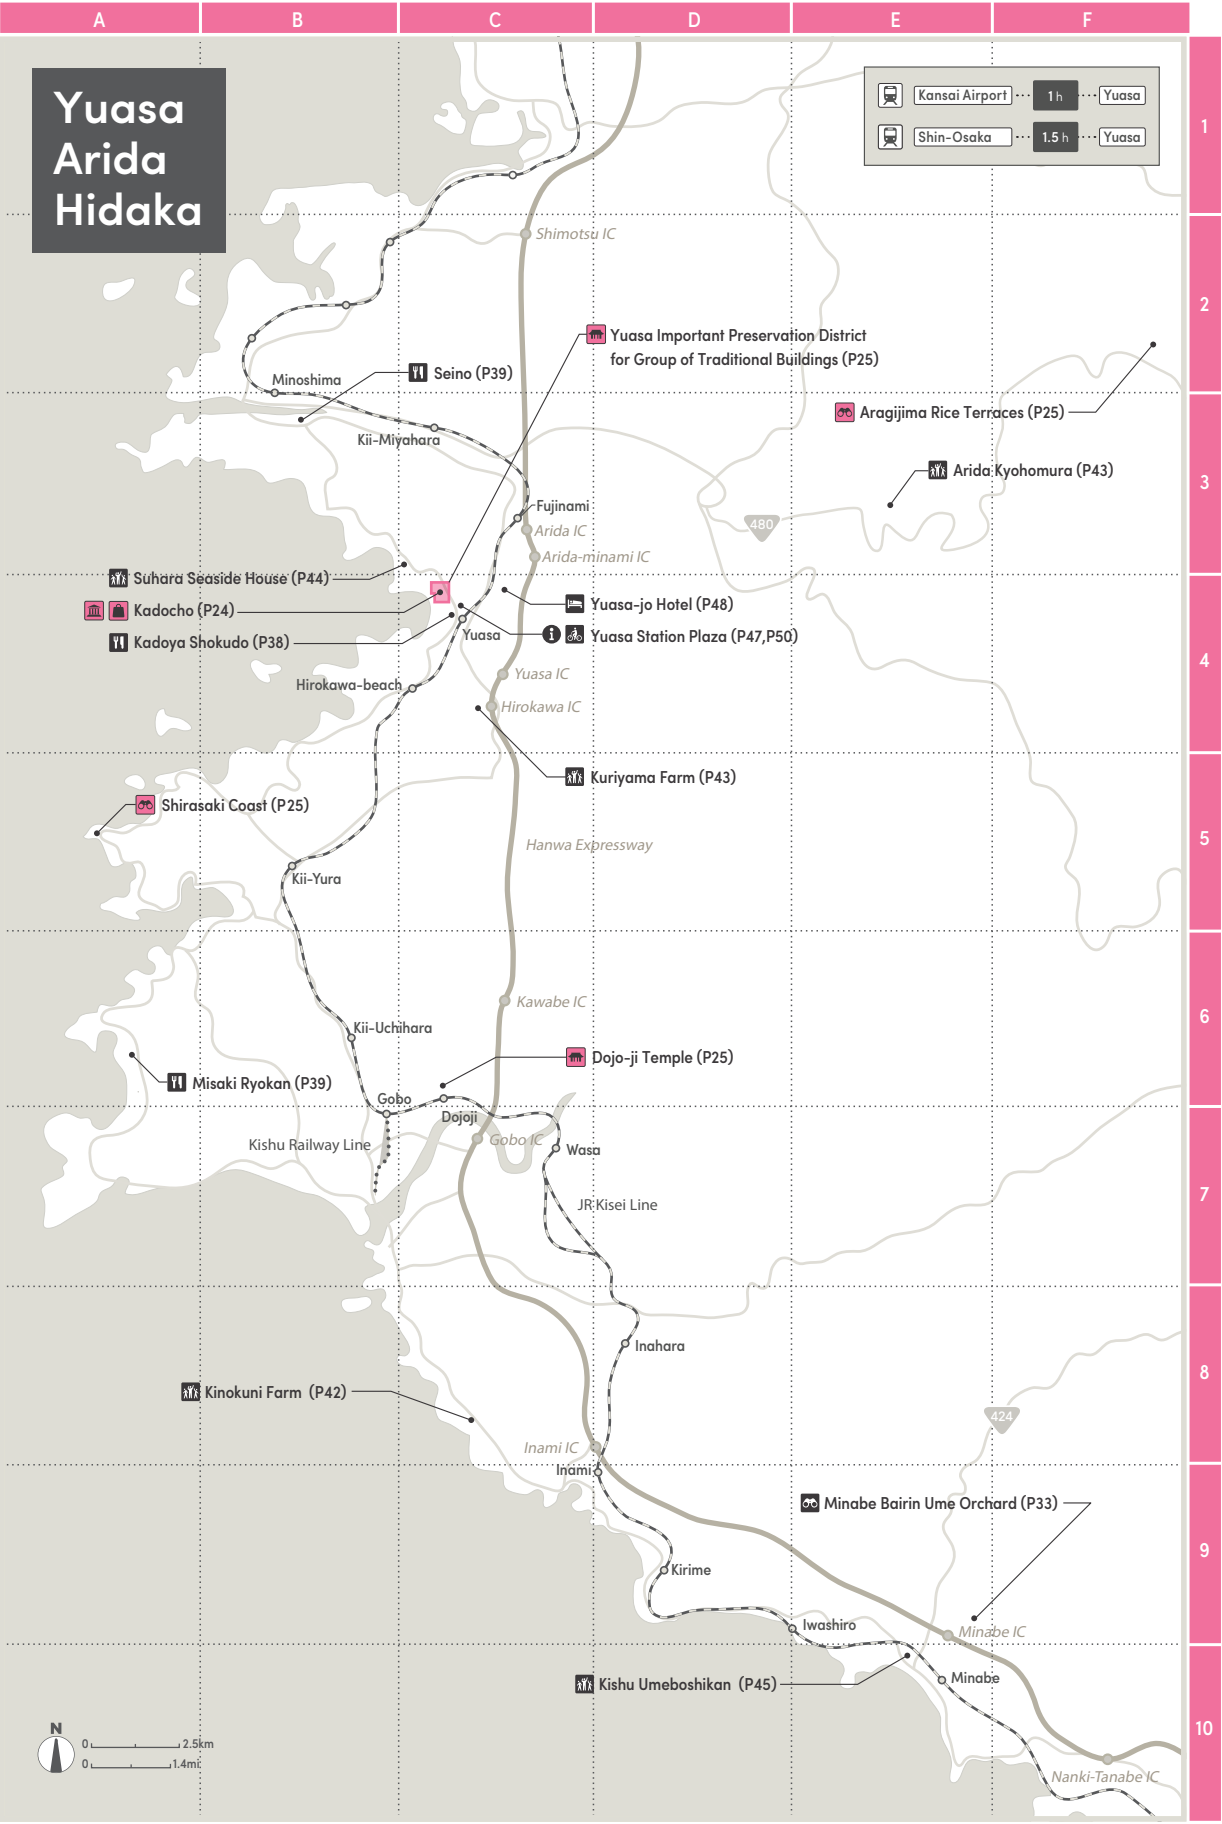 A B C D E F
Yuasa
Arida
Hidaka
Kansai Airport 1 h Yuasa
Shin-Osaka 1.5 h Yuasa
1
Shimotsu IC
2
Yuasa Important Preservation District
for Group of Traditional Buildings (P25)
Seino (P39)
Minoshima
Aragijima Rice Terraces (P25)
Kii-Miyahara
Arida Kyohomura (P43)
3
Fujinami
480
Arida IC
Arida-minami IC
Suhara Seaside House (P44)
Kadocho (P24)
Yuasa-jo Hotel (P48)
Kadoya Shokudo (P38)
Yuasa
i
Yuasa Station Plaza (P47,P50)
4
Yuasa IC
Hirokawa-beach
Hirokawa IC
Kuriyama Farm (P43)
Shirasaki Coast (P25)
5
Hanwa Expressway
Kii-Yura
Kawabe IC
6
Kii-Uchihara
Dojo-ji Temple (P25)
Misaki Ryokan (P39)
Gobo
Dojoji
Gobo IC
Kishu Railway Line
Wasa
7
JR Kisei Line
Inahara
8
Kinokuni Farm (P42)
424
Inami IC
Inami
Minabe Bairin Ume Orchard (P33)
9
Kirime
Iwashiro
Minabe IC
Kishu Umeboshikan (P45)
Minabe
10
N
0 2.5km
0 1.4mi
Nanki-Tanabe IC